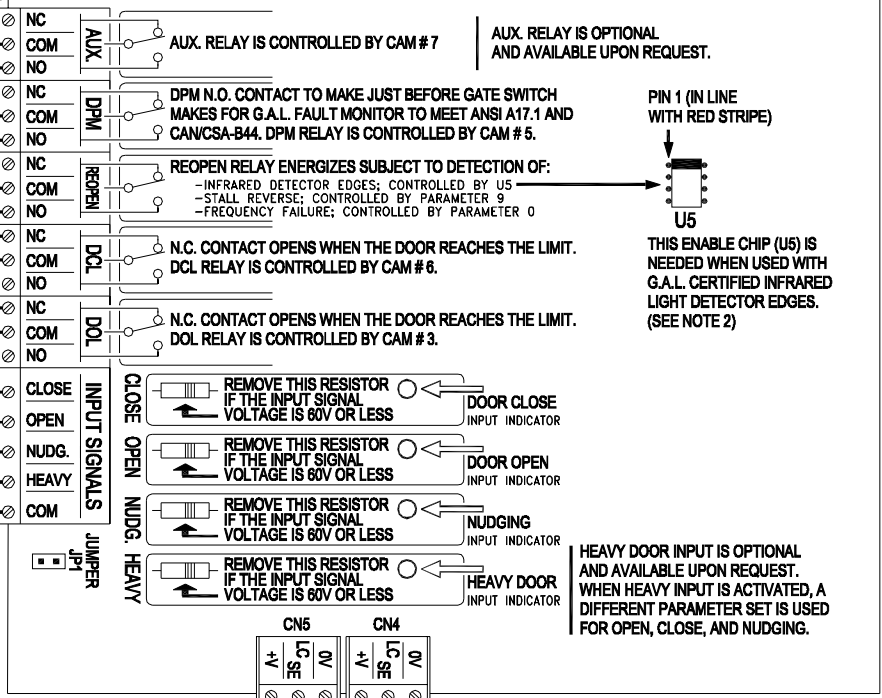 NC
COM
NO
AUX.
AUX. RELAY IS CONTROLLED BY CAM # 7
AUX. RELAY IS OPTIONAL
AND AVAILABLE UPON REQUEST.
NC
COM
NO
DPM
DPM N.O. CONTACT TO MAKE JUST BEFORE GATE SWITCH
MAKES FOR G.A.L. FAULT MONITOR TO MEET ANSI A17.1 AND
CAN/CSA-B44. DPM RELAY IS CONTROLLED BY CAM # 5.
PIN 1 (IN LINE
WITH RED STRIPE)
NC
COM
NO
REOPEN
REOPEN RELAY ENERGIZES SUBJECT TO DETECTION OF:
-INFRARED DETECTOR EDGES; CONTROLLED BY U5
-STALL REVERSE; CONTROLLED BY PARAMETER 9
-FREQUENCY FAILURE; CONTROLLED BY PARAMETER 0
U5
THIS ENABLE CHIP (U5) IS
NEEDED WHEN USED WITH
G.A.L. CERTIFIED INFRARED
LIGHT DETECTOR EDGES.
(SEE NOTE 2)
NC
COM
NO
DCL
N.C. CONTACT OPENS WHEN THE DOOR REACHES THE LIMIT.
DCL RELAY IS CONTROLLED BY CAM # 6.
NC
COM
NO
DOL
N.C. CONTACT OPENS WHEN THE DOOR REACHES THE LIMIT.
DOL RELAY IS CONTROLLED BY CAM # 3.
CLOSE
OPEN
NUDG.
HEAVY
COM
INPUT SIGNALS
CLOSE
REMOVE THIS RESISTOR
IF THE INPUT SIGNAL
VOLTAGE IS 60V OR LESS
DOOR CLOSE
INPUT INDICATOR
OPEN
REMOVE THIS RESISTOR
IF THE INPUT SIGNAL
VOLTAGE IS 60V OR LESS
DOOR OPEN
INPUT INDICATOR
NUDG.
REMOVE THIS RESISTOR
IF THE INPUT SIGNAL
VOLTAGE IS 60V OR LESS
NUDGING
INPUT INDICATOR
HEAVY
REMOVE THIS RESISTOR
IF THE INPUT SIGNAL
VOLTAGE IS 60V OR LESS
HEAVY DOOR
INPUT INDICATOR
HEAVY DOOR INPUT IS OPTIONAL
AND AVAILABLE UPON REQUEST.
WHEN HEAVY INPUT IS ACTIVATED, A
DIFFERENT PARAMETER SET IS USED
FOR OPEN, CLOSE, AND NUDGING.
JUMPER
JP1
CN5
+V
LC
SE
0V
CN4
+V
LC
SE
0V